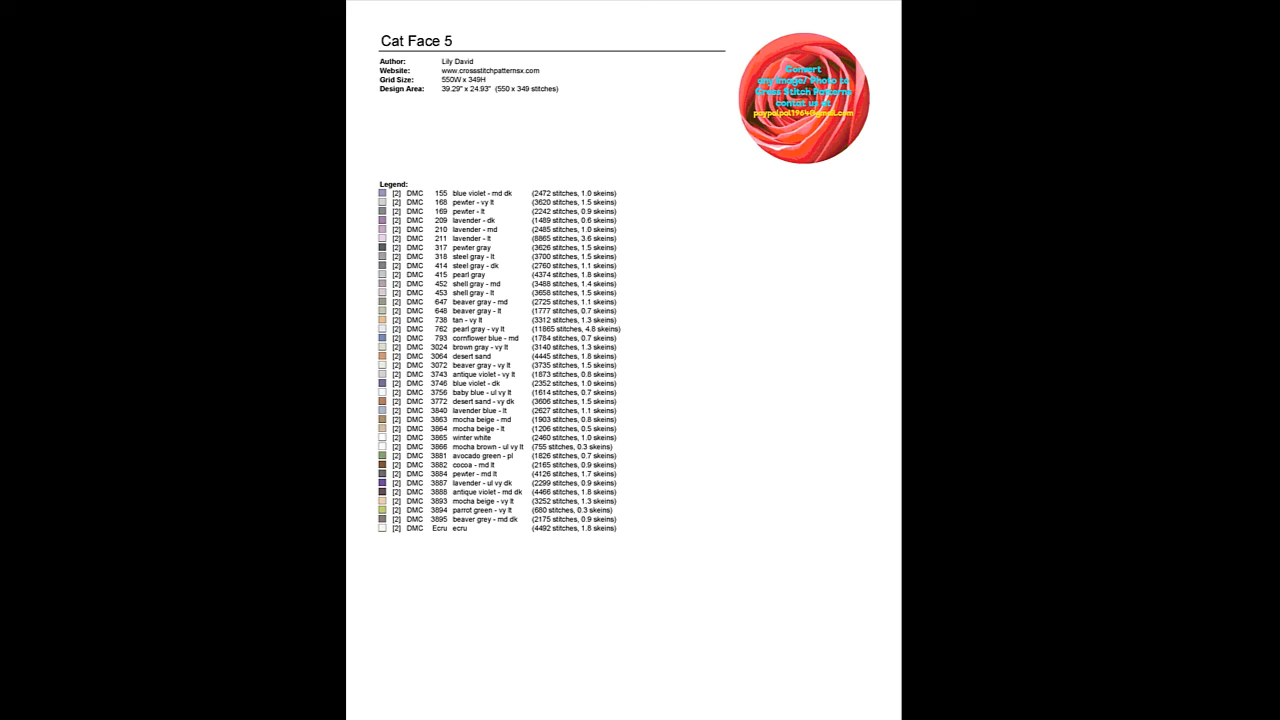 Cat Face 5
Author: Lily David
Website: www.crossstitchpatternsx.com
Grid Size: 550W x 349H
Design Area: 39.29" x 24.93" (550 x 349 stitches)
Convert
any Image/ Photo to
Cross Stitch Patterns
contat us at
paypalpal1964@gmail.com
Legend:
[2] DMC 155 blue violet - md dk (2472 stitches, 1.0 skeins)
[2] DMC 168 pewter - vy lt (3620 stitches, 1.5 skeins)
[2] DMC 169 pewter - lt (2242 stitches, 0.9 skeins)
[2] DMC 209 lavender - dk (1489 stitches, 0.6 skeins)
[2] DMC 210 lavender - md (2485 stitches, 1.0 skeins)
[2] DMC 211 lavender - lt (8865 stitches, 3.6 skeins)
[2] DMC 317 pewter gray (3626 stitches, 1.5 skeins)
[2] DMC 318 steel gray - lt (3700 stitches, 1.5 skeins)
[2] DMC 414 steel gray - dk (2760 stitches, 1.1 skeins)
[2] DMC 415 pearl gray (4374 stitches, 1.8 skeins)
[2] DMC 452 shell gray - md (3488 stitches, 1.4 skeins)
[2] DMC 453 shell gray - lt (3658 stitches, 1.5 skeins)
[2] DMC 647 beaver gray - md (2725 stitches, 1.1 skeins)
[2] DMC 648 beaver gray - lt (1777 stitches, 0.7 skeins)
[2] DMC 738 tan - vy lt (3312 stitches, 1.3 skeins)
[2] DMC 762 pearl gray - vy lt (11865 stitches, 4.8 skeins)
[2] DMC 793 cornflower blue - md (1784 stitches, 0.7 skeins)
[2] DMC 3024 brown gray - vy lt (3140 stitches, 1.3 skeins)
[2] DMC 3064 desert sand (4445 stitches, 1.8 skeins)
[2] DMC 3072 beaver gray - vy lt (3735 stitches, 1.5 skeins)
[2] DMC 3743 antique violet - vy lt (1873 stitches, 0.8 skeins)
[2] DMC 3746 blue violet - dk (2352 stitches, 1.0 skeins)
[2] DMC 3756 baby blue - ul vy lt (1614 stitches, 0.7 skeins)
[2] DMC 3772 desert sand - vy dk (3606 stitches, 1.5 skeins)
[2] DMC 3840 lavender blue - lt (2627 stitches, 1.1 skeins)
[2] DMC 3863 mocha beige - md (1903 stitches, 0.8 skeins)
[2] DMC 3864 mocha beige - lt (1206 stitches, 0.5 skeins)
[2] DMC 3865 winter white (2460 stitches, 1.0 skeins)
[2] DMC 3866 mocha brown - ul vy lt (755 stitches, 0.3 skeins)
[2] DMC 3881 avocado green - pl (1826 stitches, 0.7 skeins)
[2] DMC 3882 cocoa - md lt (2165 stitches, 0.9 skeins)
[2] DMC 3884 pewter - md lt (4126 stitches, 1.7 skeins)
[2] DMC 3887 lavender - ul vy dk (2299 stitches, 0.9 skeins)
[2] DMC 3888 antique violet - md dk (4466 stitches, 1.8 skeins)
[2] DMC 3893 mocha beige - vy lt (3252 stitches, 1.3 skeins)
[2] DMC 3894 parrot green - vy lt (680 stitches, 0.3 skeins)
[2] DMC 3895 beaver grey - md dk (2175 stitches, 0.9 skeins)
[2] DMC Ecru ecru (4492 stitches, 1.8 skeins)